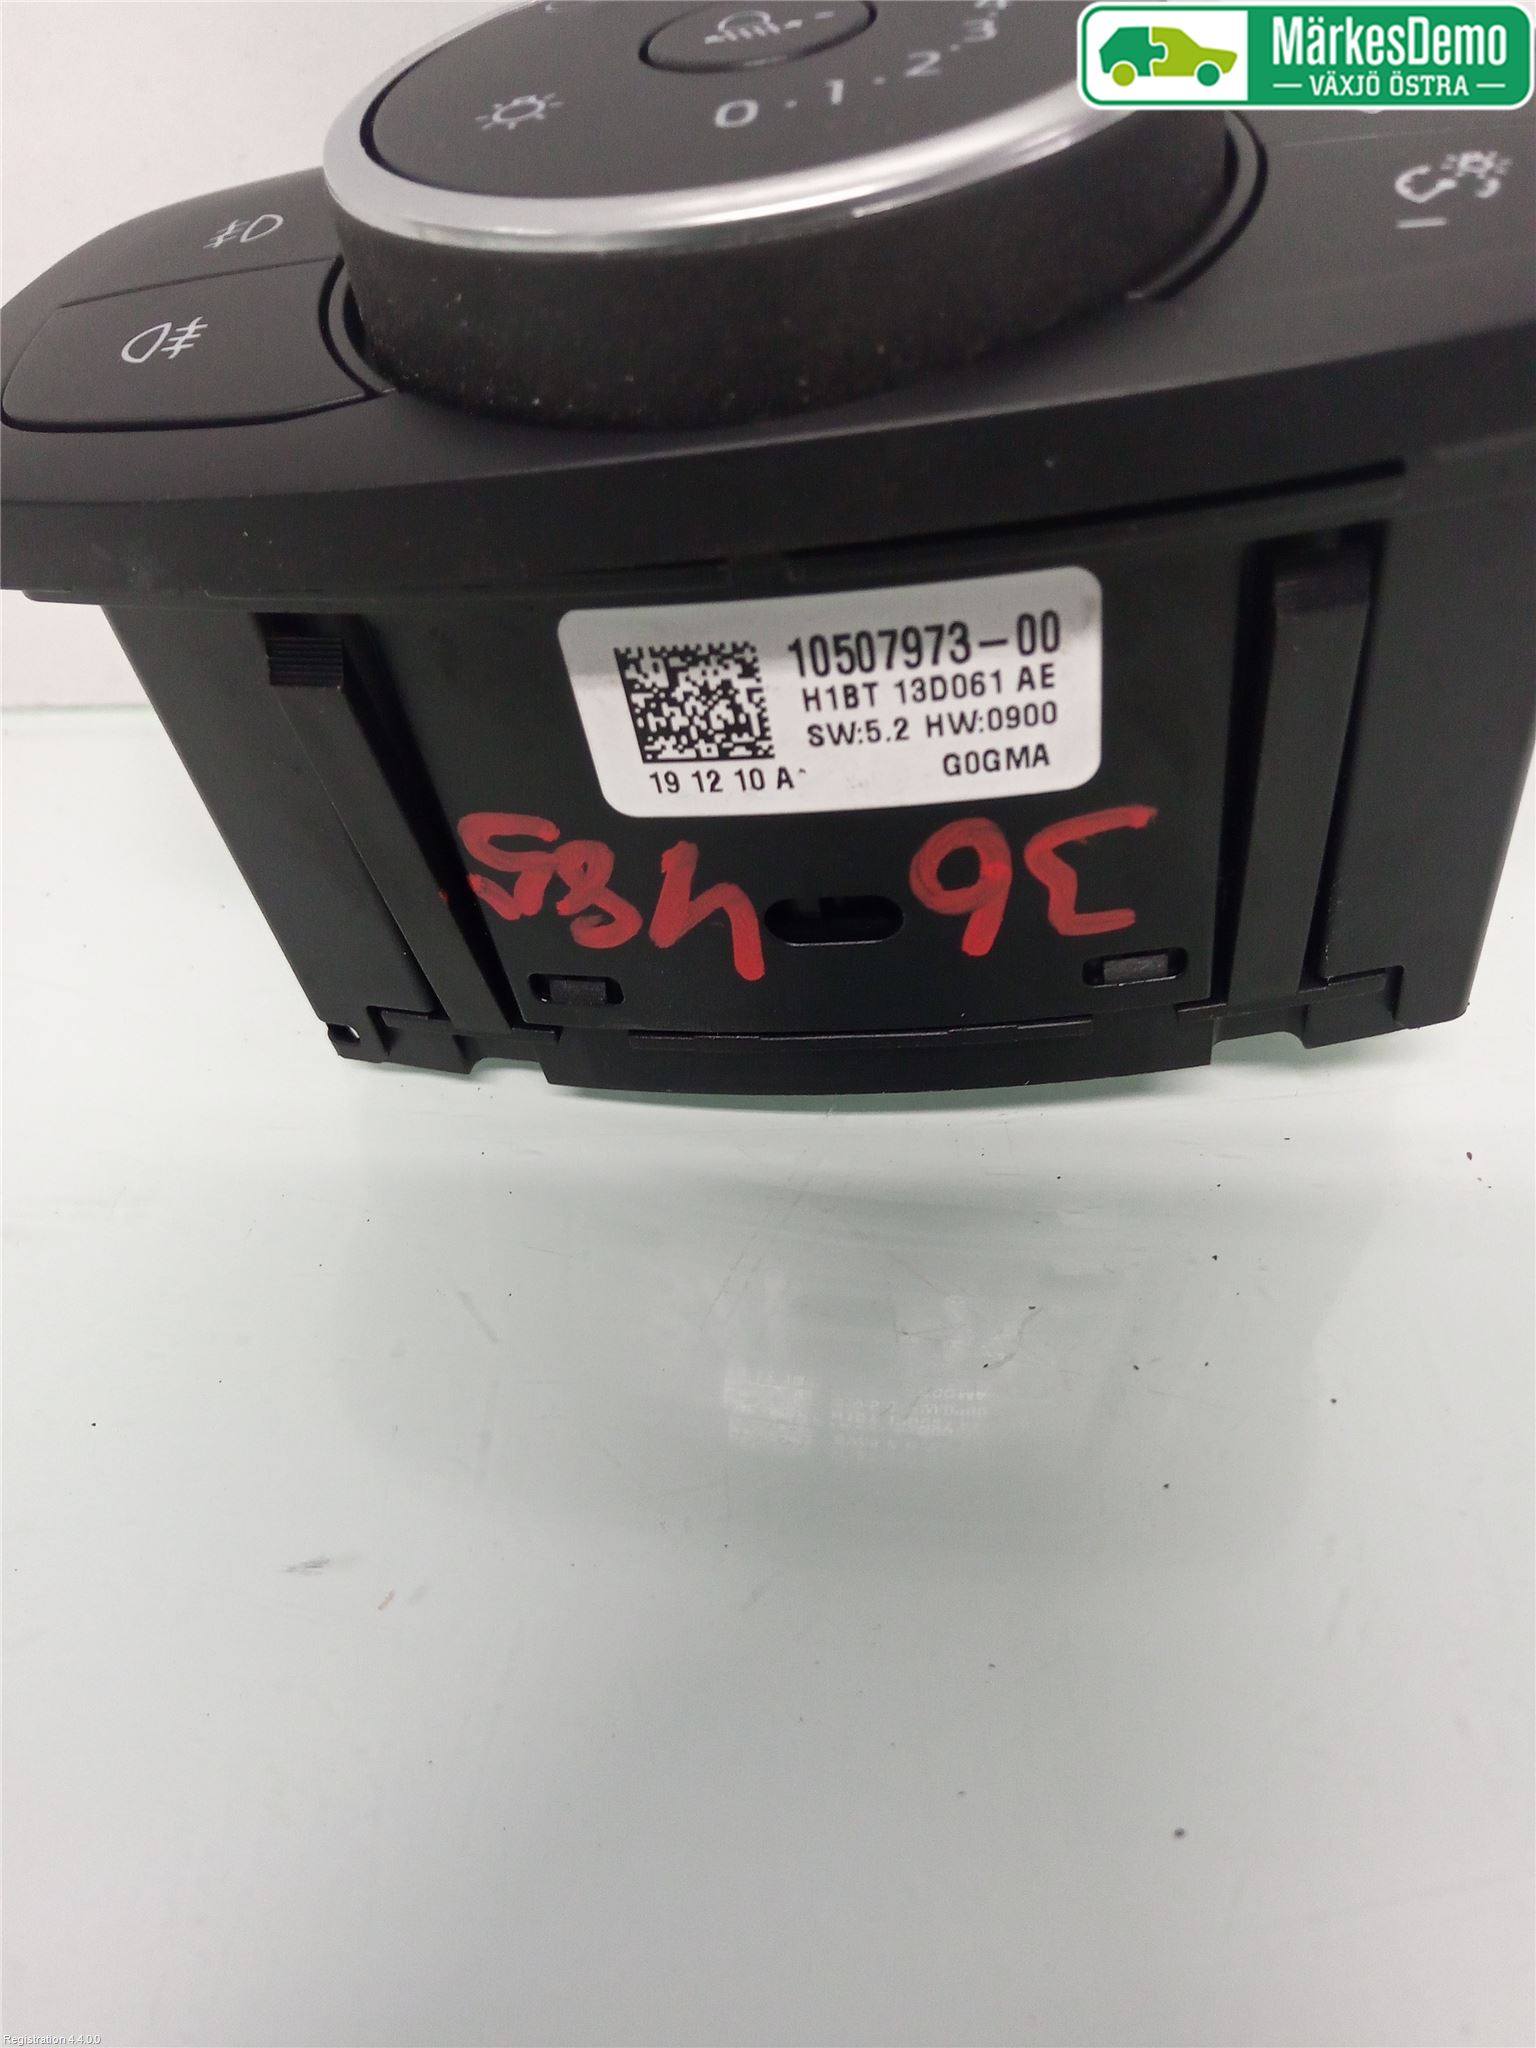 MärkesDemo
VÄXJÖ ÖSTRA
0 · 1 · 2 · 3
10507973-00
H1BT 13D061 AE
SW:5.2 HW:0900
G0GMA
19 12 10 A
36 485
Registration 4.4.0.0